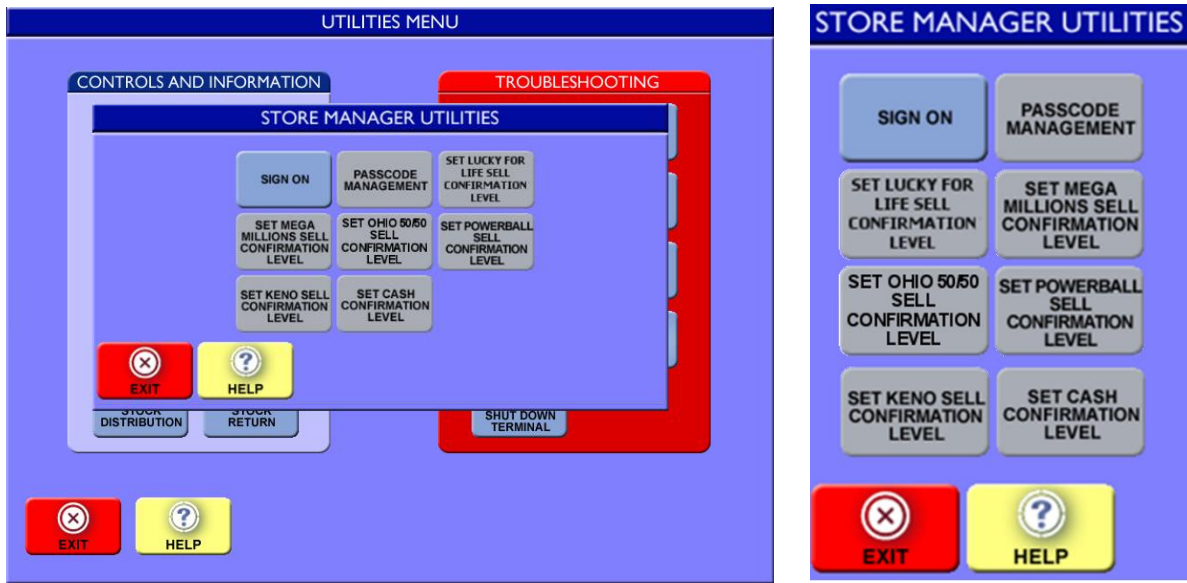 UTILITIES MENU
CONTROLS AND INFORMATION
TROUBLESHOOTING
STORE MANAGER UTILITIES
SIGN ON
PASSCODE
MANAGEMENT
SET LUCKY FOR
LIFE SELL
CONFIRMATION
LEVEL
SET MEGA
MILLIONS SELL
CONFIRMATION
LEVEL
SET OHIO 50/50
SELL
CONFIRMATION
LEVEL
SET POWERBALL
SELL
CONFIRMATION
LEVEL
SET KENO SELL
CONFIRMATION
LEVEL
SET CASH
CONFIRMATION
LEVEL
EXIT
HELP
STOCK
DISTRIBUTION
STOCK
RETURN
SHUT DOWN
TERMINAL
EXIT
HELP
STORE MANAGER UTILITIES
SIGN ON
PASSCODE
MANAGEMENT
SET LUCKY FOR
LIFE SELL
CONFIRMATION
LEVEL
SET MEGA
MILLIONS SELL
CONFIRMATION
LEVEL
SET OHIO 50/50
SELL
CONFIRMATION
LEVEL
SET POWERBALL
SELL
CONFIRMATION
LEVEL
SET KENO SELL
CONFIRMATION
LEVEL
SET CASH
CONFIRMATION
LEVEL
EXIT
HELP